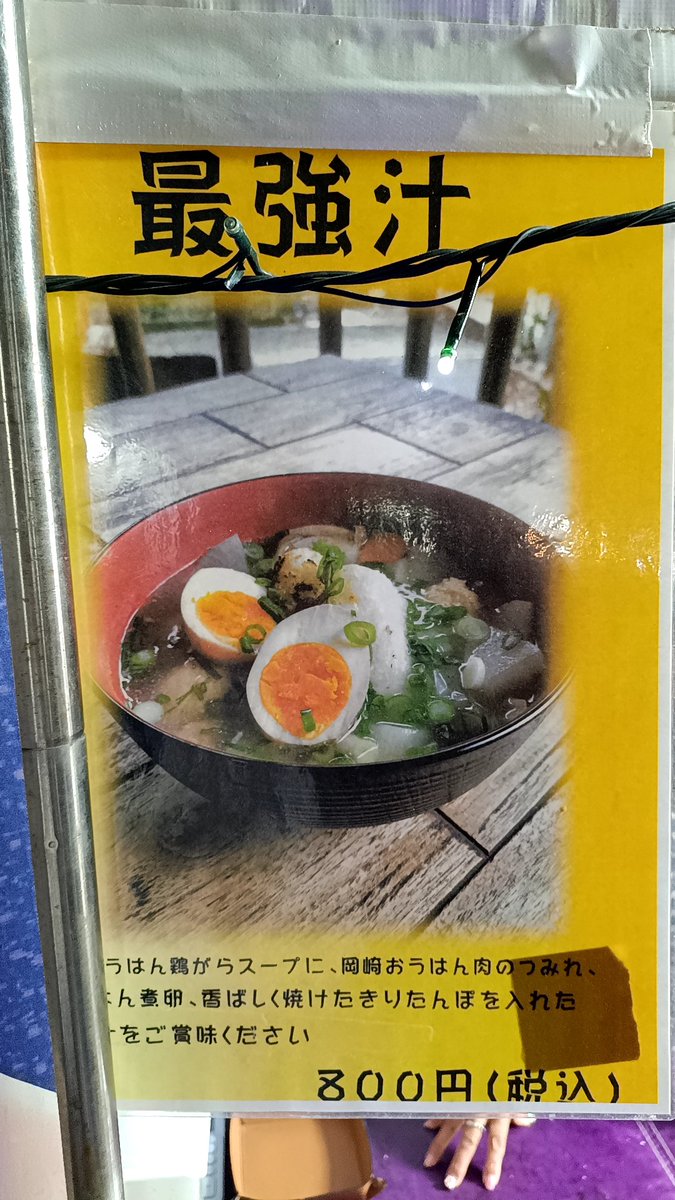 最強汁
うはん鶏がらスープに、岡崎おうはん肉のつみれ、
はん煮卵、香ばしく焼けたきりたんぽを入れた
をご賞味ください
800円(税込)